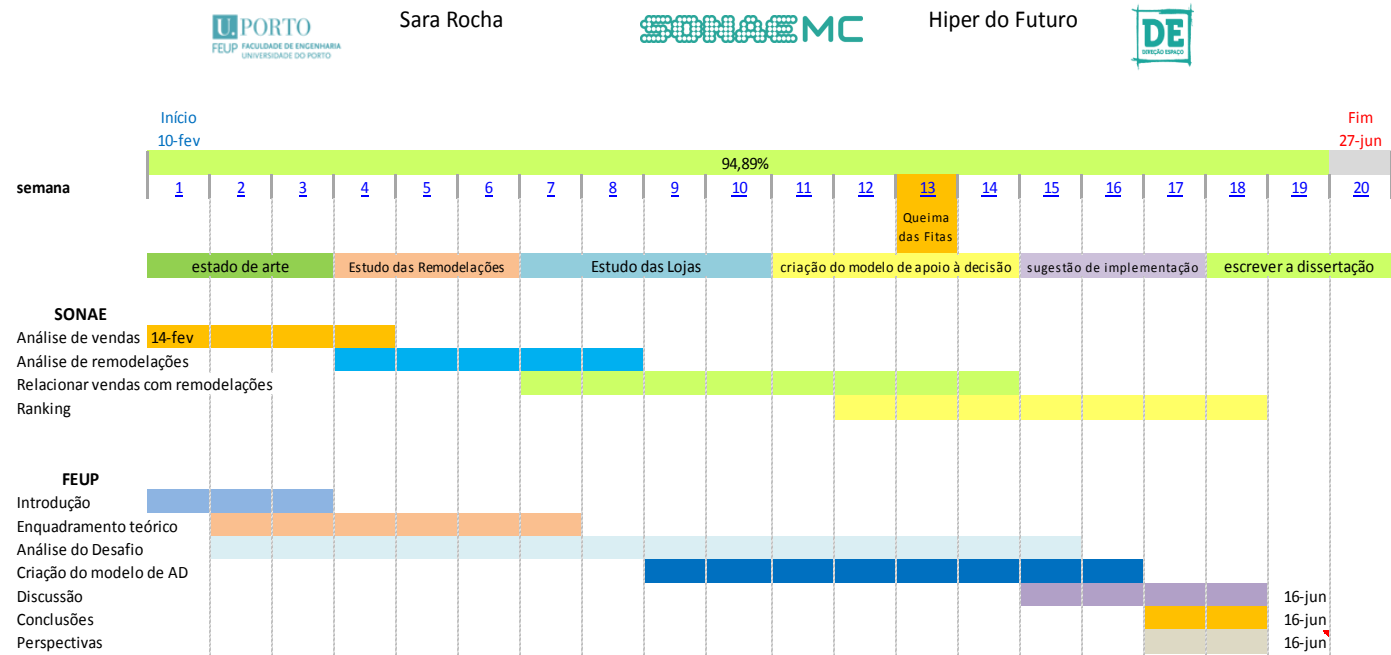 U. PORTO
FEUP FACULDADE DE ENGENHARIA
UNIVERSIDADE DO PORTO
Sara Rocha
SONAE MC
Hiper do Futuro
DE
DIREÇÃO ESPAÇO
Início
Fim
10-fev
27-jun
94,89%
semana 1 2 3 4 5 6 7 8 9 10 11 12 13 14 15 16 17 18 19 20
Queima
das Fitas
estado de arte Estudo das Remodelações Estudo das Lojas criação do modelo de apoio à decisão sugestão de implementação escrever a dissertação
SONAE
Análise de vendas 14-fev
Análise de remodelações
Relacionar vendas com remodelações
Ranking
FEUP
Introdução
Enquadramento teórico
Análise do Desafio
Criação do modelo de AD
Discussão 16-jun
Conclusões 16-jun
Perspectivas 16-jun